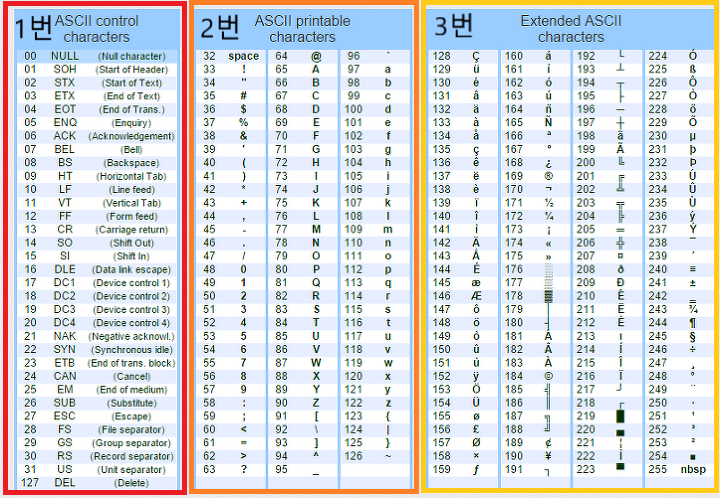 1번 ASCII control
characters
00 NULL (Null character)
01 SOH (Start of Header)
02 STX (Start of Text)
03 ETX (End of Text)
04 EOT (End of Trans.)
05 ENQ (Enquiry)
06 ACK (Acknowledgement)
07 BEL (Bell)
08 BS (Backspace)
09 HT (Horizontal Tab)
10 LF (Line feed)
11 VT (Vertical Tab)
12 FF (Form feed)
13 CR (Carriage return)
14 SO (Shift Out)
15 SI (Shift In)
16 DLE (Data link escape)
17 DC1 (Device control 1)
18 DC2 (Device control 2)
19 DC3 (Device control 3)
20 DC4 (Device control 4)
21 NAK (Negative acknowl.)
22 SYN (Synchronous idle)
23 ETB (End of trans. block)
24 CAN (Cancel)
25 EM (End of medium)
26 SUB (Substitute)
27 ESC (Escape)
28 FS (File separator)
29 GS (Group separator)
30 RS (Record separator)
31 US (Unit separator)
127 DEL (Delete)
2번 ASCII printable
characters
32 space 64 @ 96 `
33 ! 65 A 97 a
34 " 66 B 98 b
35 # 67 C 99 c
36 $ 68 D 100 d
37 % 69 E 101 e
38 & 70 F 102 f
39 ' 71 G 103 g
40 ( 72 H 104 h
41 ) 73 I 105 i
42 * 74 J 106 j
43 + 75 K 107 k
44 , 76 L 108 l
45 - 77 M 109 m
46 . 78 N 110 n
47 / 79 O 111 o
48 0 80 P 112 p
49 1 81 Q 113 q
50 2 82 R 114 r
51 3 83 S 115 s
52 4 84 T 116 t
53 5 85 U 117 u
54 6 86 V 118 v
55 7 87 W 119 w
56 8 88 X 120 x
57 9 89 Y 121 y
58 : 90 Z 122 z
59 ; 91 [ 123 {
60 < 92 \ 124 |
61 = 93 ] 125 }
62 > 94 ^ 126 ~
63 ? 95 _
3번 Extended ASCII
characters
128 Ç 160 á 192 └ 224 Ó
129 ü 161 í 193 ┴ 225 ß
130 é 162 ó 194 ┬ 226 Ô
131 â 163 ú 195 ├ 227 Ò
132 ä 164 ñ 196 ─ 228 õ
133 à 165 Ñ 197 ┼ 229 Õ
134 å 166 ª 198 ã 230 µ
135 ç 167 º 199 Ã 231 þ
136 ê 168 ¿ 200 ╚ 232 Þ
137 ë 169 ® 201 ╔ 233 Ú
138 è 170 ¬ 202 ╩ 234 Û
139 ï 171 ½ 203 ╦ 235 Ù
140 î 172 ¼ 204 ╠ 236 ý
141 ì 173 ¡ 205 ═ 237 Ý
142 Ä 174 « 206 ╬ 238 ¯
143 Å 175 » 207 ¤ 239 ´
144 É 176 ░ 208 ð 240 ≡
145 æ 177 ▒ 209 Ð 241 ±
146 Æ 178 ▓ 210 Ê 242 ‗
147 ô 179 │ 211 Ë 243 ¾
148 ö 180 ┤ 212 È 244 ¶
149 ò 181 Á 213 ı 245 §
150 û 182 Â 214 Í 246 ÷
151 ù 183 À 215 Î 247 ¸
152 ÿ 184 © 216 Ï 248 °
153 Ö 185 ╣ 217 ┘ 249 ¨
154 Ü 186 ║ 218 ┌ 250 ·
155 ø 187 ╗ 219 █ 251 ¹
156 £ 188 ╝ 220 ▄ 252 ³
157 Ø 189 ¢ 221 ¦ 253 ²
158 × 190 ¥ 222 Ì 254 ■
159 ƒ 191 ┐ 223 ▀ 255 nbsp